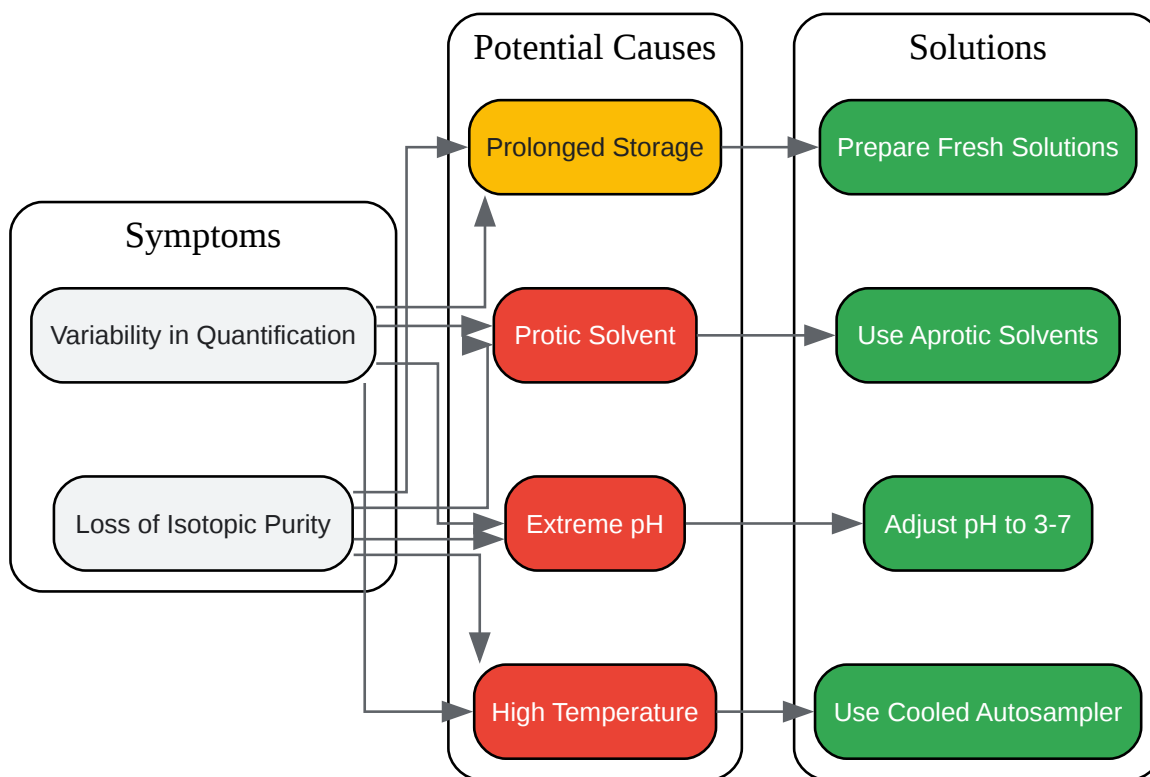 Symptoms
Variability in Quantification
Loss of Isotopic Purity
Potential Causes
Prolonged Storage
Protic Solvent
Extreme pH
High Temperature
Solutions
Prepare Fresh Solutions
Use Aprotic Solvents
Adjust pH to 3-7
Use Cooled Autosampler